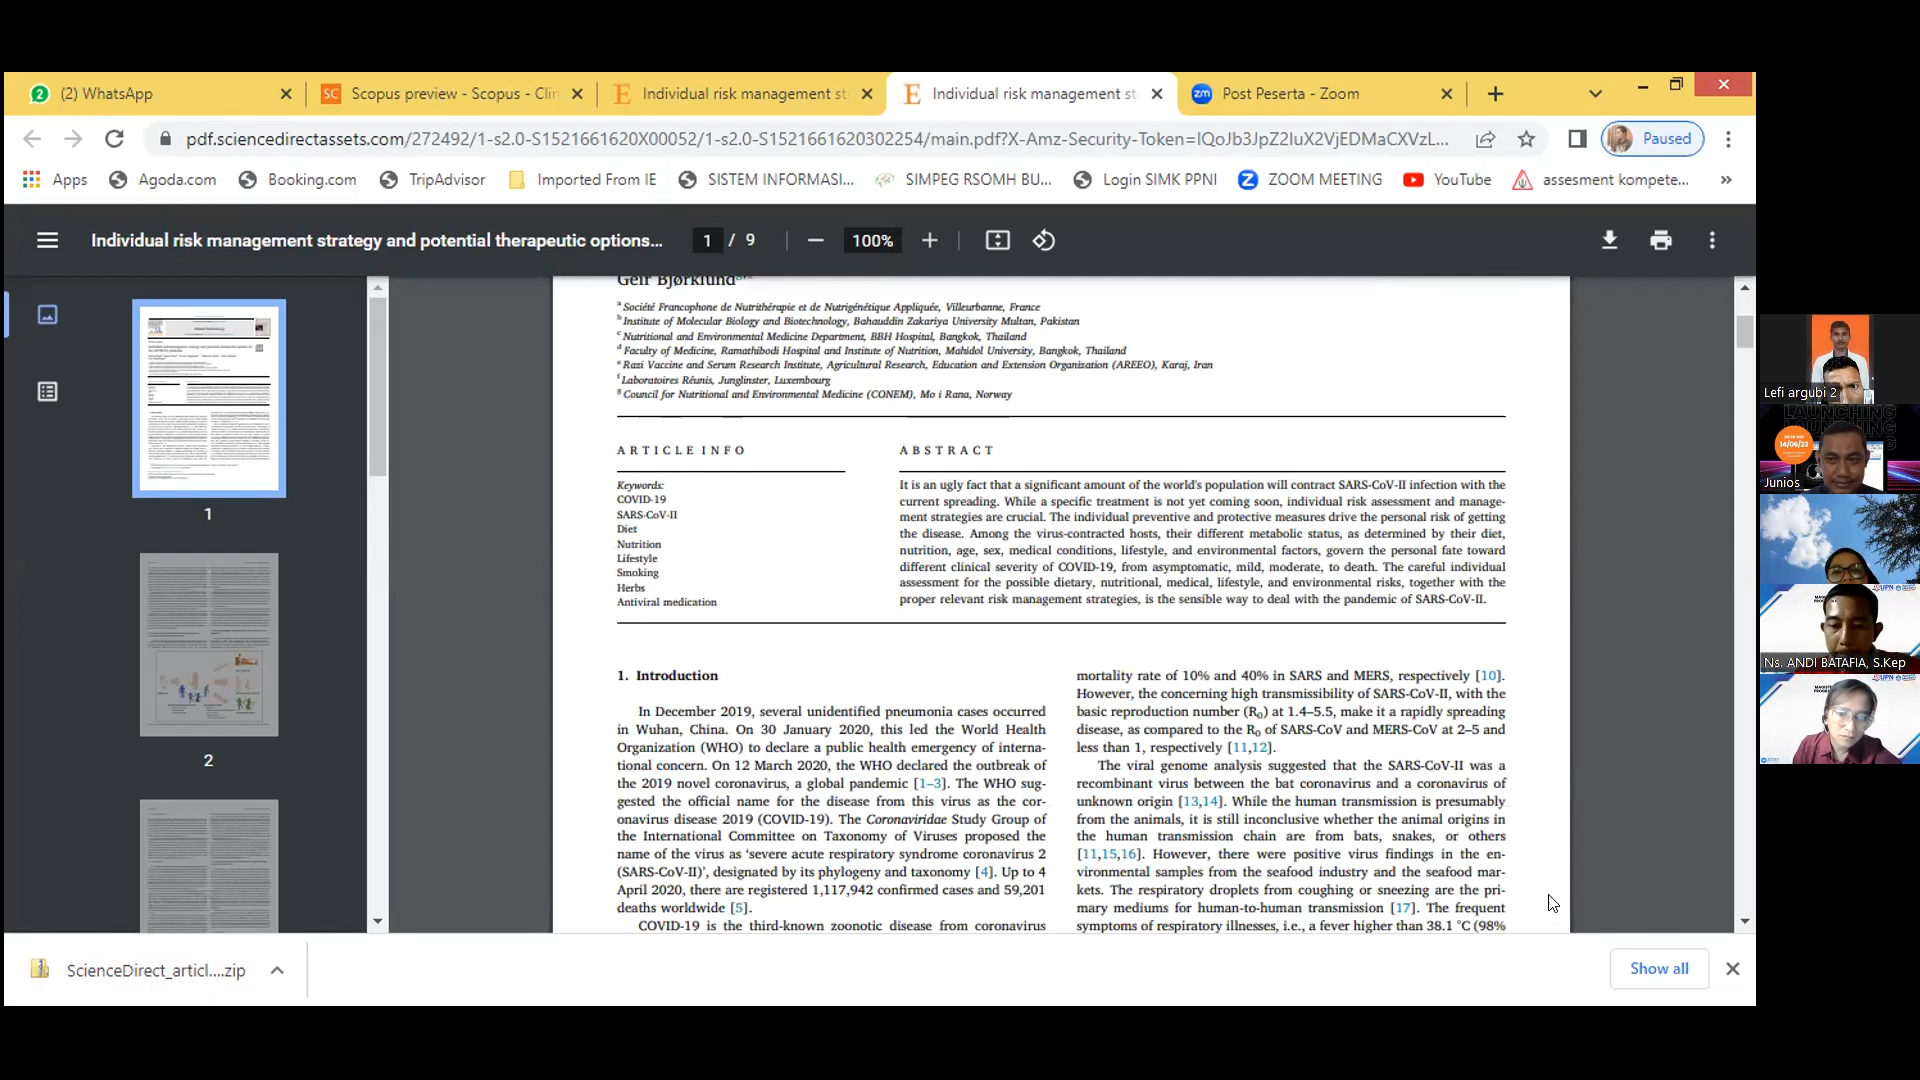 (2) WhatsApp
Scopus preview - Scopus - Clin
Individual risk management st
Individual risk management st
Post Peserta - Zoom
pdf.sciencedirectassets.com/272492/1-s2.0-S1521661620X00052/1-s2.0-S1521661620302254/main.pdf?X-Amz-Security-Token=IQoJb3JpZ2luX2VjEDMaCXVzL...
Paused
Apps
Agoda.com
Booking.com
TripAdvisor
Imported From IE
SISTEM INFORMASI...
SIMPEG RSOMH BU...
Login SIMK PPNI
ZOOM MEETING
YouTube
assesment kompete...
Individual risk management strategy and potential therapeutic options...
1 / 9
100%
1
2
Geir Bjørklund
a Société Francophone de Nutrithérapie et de Nutrigénétique Appliquée, Villeurbanne, France
b Institute of Molecular Biology and Biotechnology, Bahauddin Zakariya University Multan, Pakistan
c Nutritional and Environmental Medicine Department, BBH Hospital, Bangkok, Thailand
d Faculty of Medicine, Ramathibodi Hospital and Institute of Nutrition, Mahidol University, Bangkok, Thailand
e Razi Vaccine and Serum Research Institute, Agricultural Research, Education and Extension Organization (AREEO), Karaj, Iran
f Laboratoires Réunis, Junglinster, Luxembourg
g Council for Nutritional and Environmental Medicine (CONEM), Mo i Rana, Norway
ARTICLE INFO
Keywords:
COVID-19
SARS-CoV-II
Diet
Nutrition
Lifestyle
Smoking
Herbs
Antiviral medication
ABSTRACT
It is an ugly fact that a significant amount of the world's population will contract SARS-CoV-II infection with the
current spreading. While a specific treatment is not yet coming soon, individual risk assessment and manage-
ment strategies are crucial. The individual preventive and protective measures drive the personal risk of getting
the disease. Among the virus-contracted hosts, their different metabolic status, as determined by their diet,
nutrition, age, sex, medical conditions, lifestyle, and environmental factors, govern the personal fate toward
different clinical severity of COVID-19, from asymptomatic, mild, moderate, to death. The careful individual
assessment for the possible dietary, nutritional, medical, lifestyle, and environmental risks, together with the
proper relevant risk management strategies, is the sensible way to deal with the pandemic of SARS-CoV-II.
1. Introduction
In December 2019, several unidentified pneumonia cases occurred
in Wuhan, China. On 30 January 2020, this led the World Health
Organization (WHO) to declare a public health emergency of interna-
tional concern. On 12 March 2020, the WHO declared the outbreak of
the 2019 novel coronavirus, a global pandemic [1–3]. The WHO sug-
gested the official name for the disease from this virus as the cor-
onavirus disease 2019 (COVID-19). The Coronaviridae Study Group of
the International Committee on Taxonomy of Viruses proposed the
name of the virus as ‘severe acute respiratory syndrome coronavirus 2
(SARS-CoV-II)’, designated by its phylogeny and taxonomy [4]. Up to 4
April 2020, there are registered 1,117,942 confirmed cases and 59,201
deaths worldwide [5].
COVID-19 is the third-known zoonotic disease from coronavirus
mortality rate of 10% and 40% in SARS and MERS, respectively [10].
However, the concerning high transmissibility of SARS-CoV-II, with the
basic reproduction number (R0) at 1.4–5.5, make it a rapidly spreading
disease, as compared to the R0 of SARS-CoV and MERS-CoV at 2–5 and
less than 1, respectively [11,12].
The viral genome analysis suggested that the SARS-CoV-II was a
recombinant virus between the bat coronavirus and a coronavirus of
unknown origin [13,14]. While the human transmission is presumably
from the animals, it is still inconclusive whether the animal origins in
the human transmission chain are from bats, snakes, or others
[11,15,16]. However, there were positive virus findings in the en-
vironmental samples from the seafood industry and the seafood mar-
kets. The respiratory droplets from coughing or sneezing are the pri-
mary mediums for human-to-human transmission [17]. The frequent
symptoms of respiratory illnesses, i.e., a fever higher than 38.1 °C (98%
ScienceDirect_articl....zip
Show all
Lefi argubi 2
LAUNCHING
14/06/23
Junios
UPN
Ns. ANDI BATAFIA, S.Kep
UPN